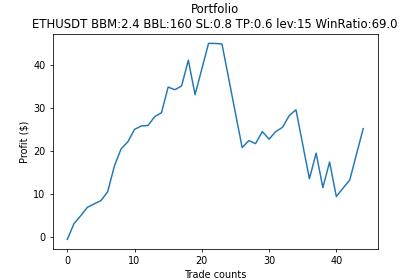 Portfolio
ETHUSDT BBM:2.4 BBL:160 SL:0.8 TP:0.6 lev:15 WinRatio:69.0
Profit ($)
40
30
20
10
0
0
10
20
30
40
Trade counts